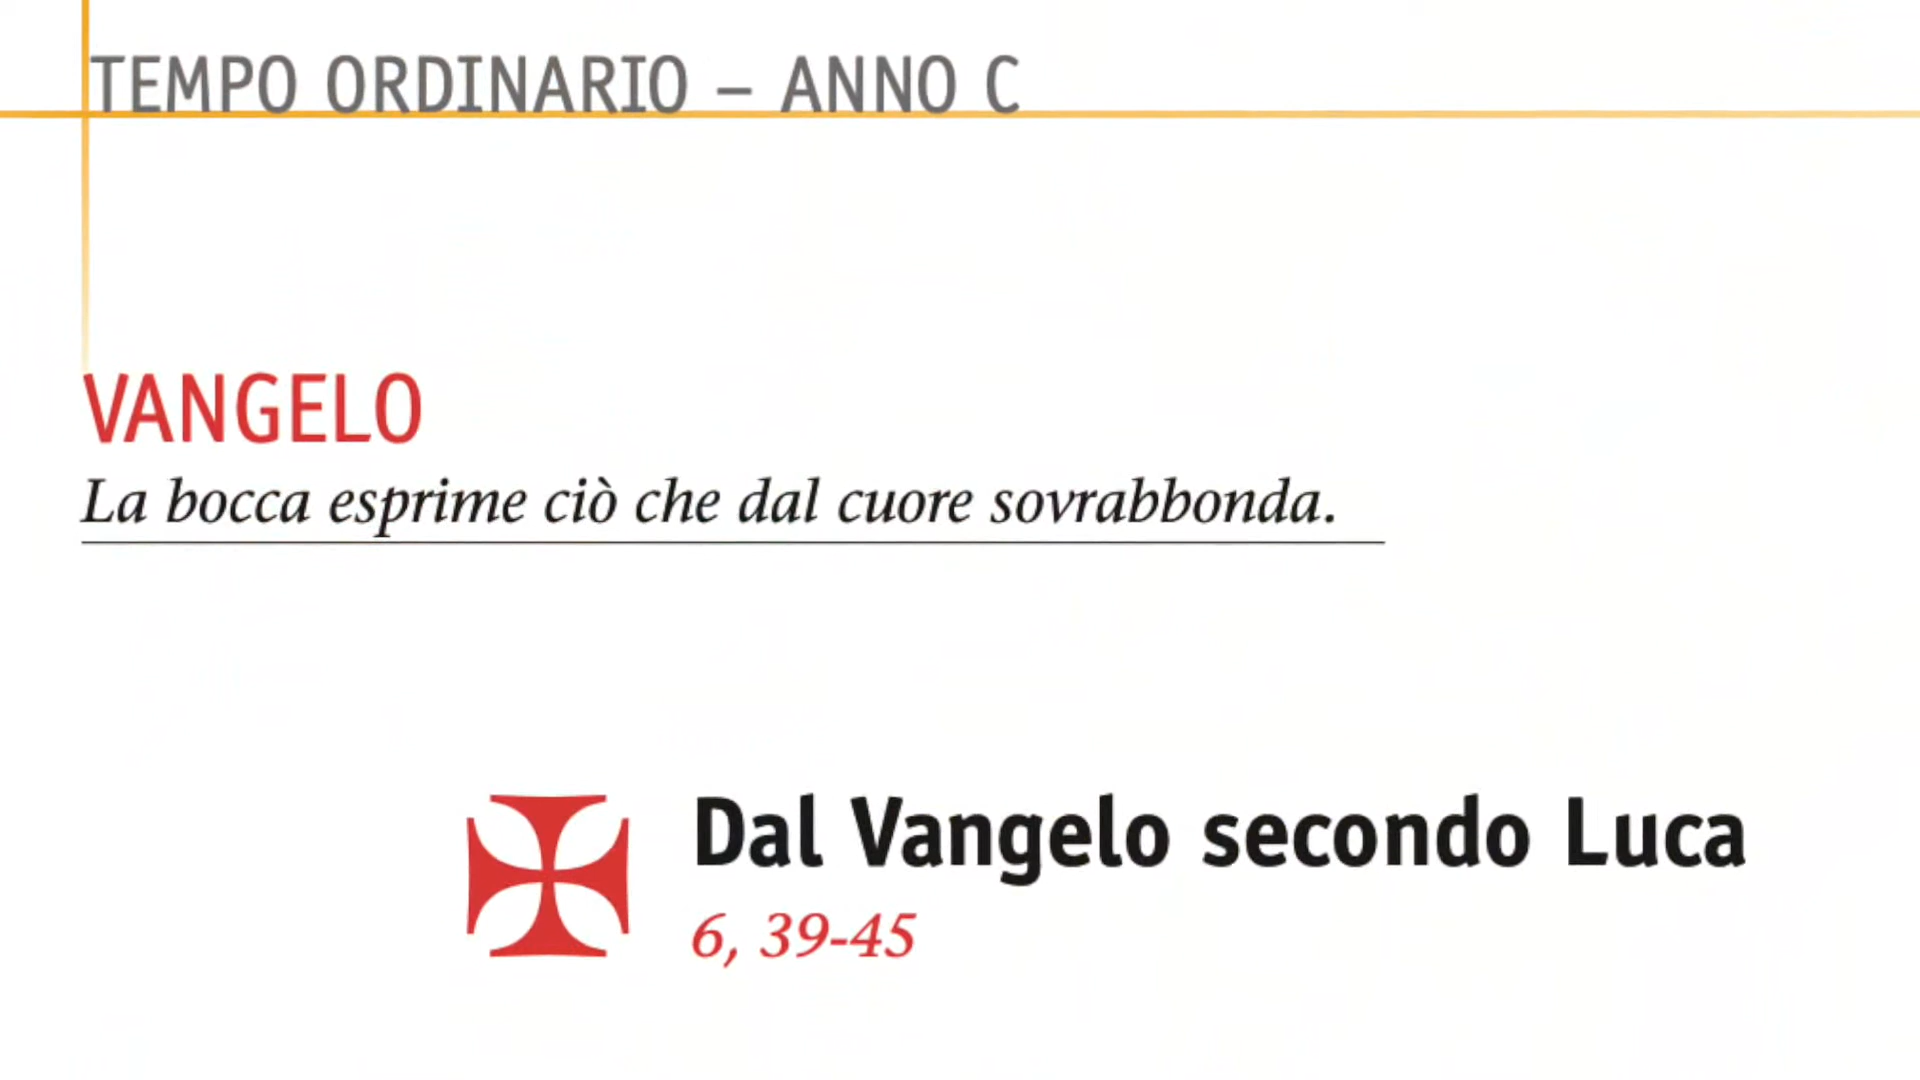 TEMPO ORDINARIO – ANNO C
VANGELO
La bocca esprime ciò che dal cuore sovrabbonda.
Dal Vangelo secondo Luca
6, 39-45